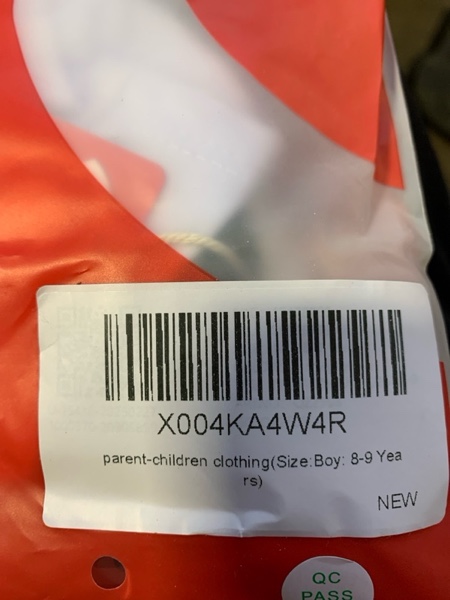 X004KA4W4R
parent-children clothing(Size:Boy: 8-9 Yea
rs)
NEW
QC
PASS